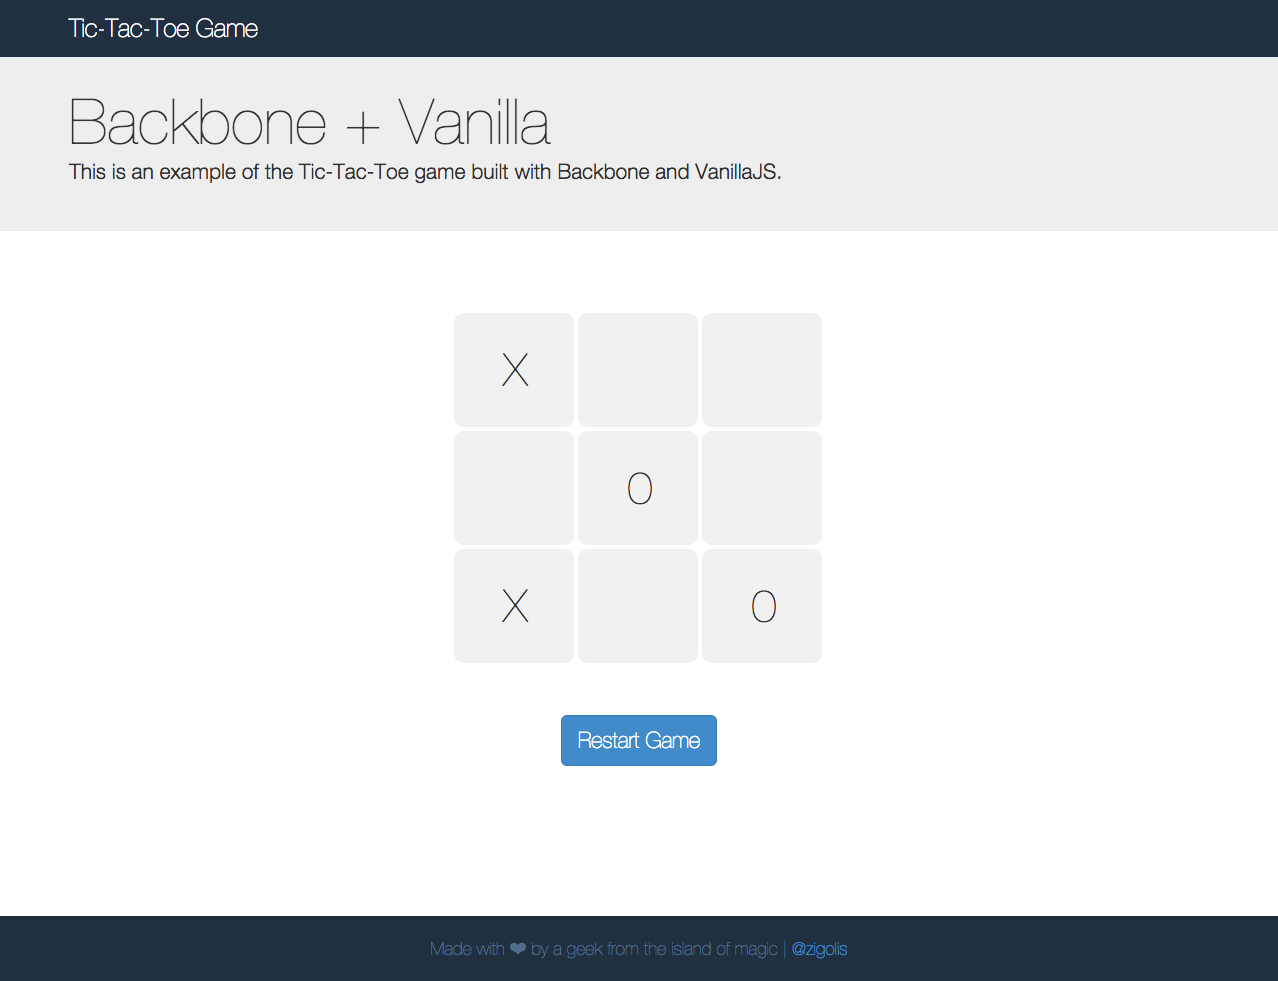 Tic-Tac-Toe Game
Backbone + Vanilla
This is an example of the Tic-Tac-Toe game built with Backbone and VanillaJS.
X
O
X O
Restart Game
Made with ❤ by a geek from the island of magic | @zigolis